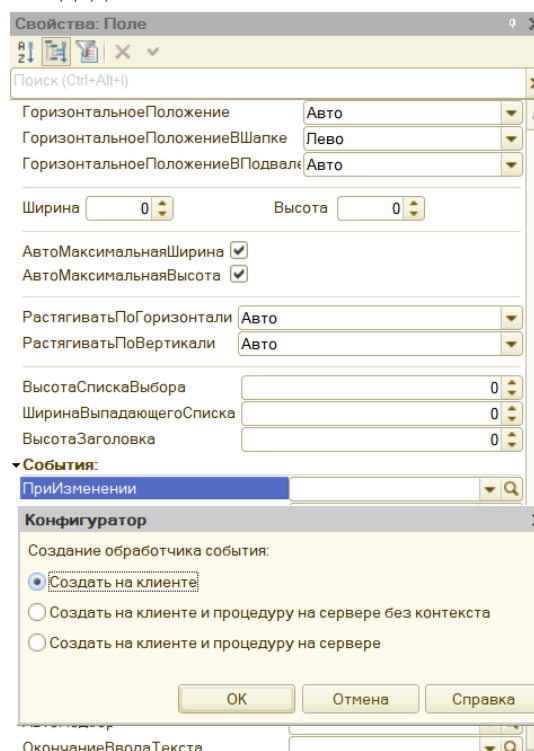 Свойства: Поле
Поиск (Ctrl+Alt+I)
ГоризонтальноеПоложение Авто
ГоризонтальноеПоложениеВШапке Лево
ГоризонтальноеПоложениеВПодвале Авто
Ширина 0 Высота 0
АвтоМаксимальнаяШирина
АвтоМаксимальнаяВысота
РастягиватьПоГоризонтали Авто
РастягиватьПоВертикали Авто
ВысотаСпискаВыбора 0
ШиринаВыпадающегоСписка 0
ВысотаЗаголовка 0
События:
ПриИзменении
Конфигуратор
Создание обработчика события:
Создать на клиенте
Создать на клиенте и процедуру на сервере без контекста
Создать на клиенте и процедуру на сервере
OK Отмена Справка
ОкончаниеВводаТекста